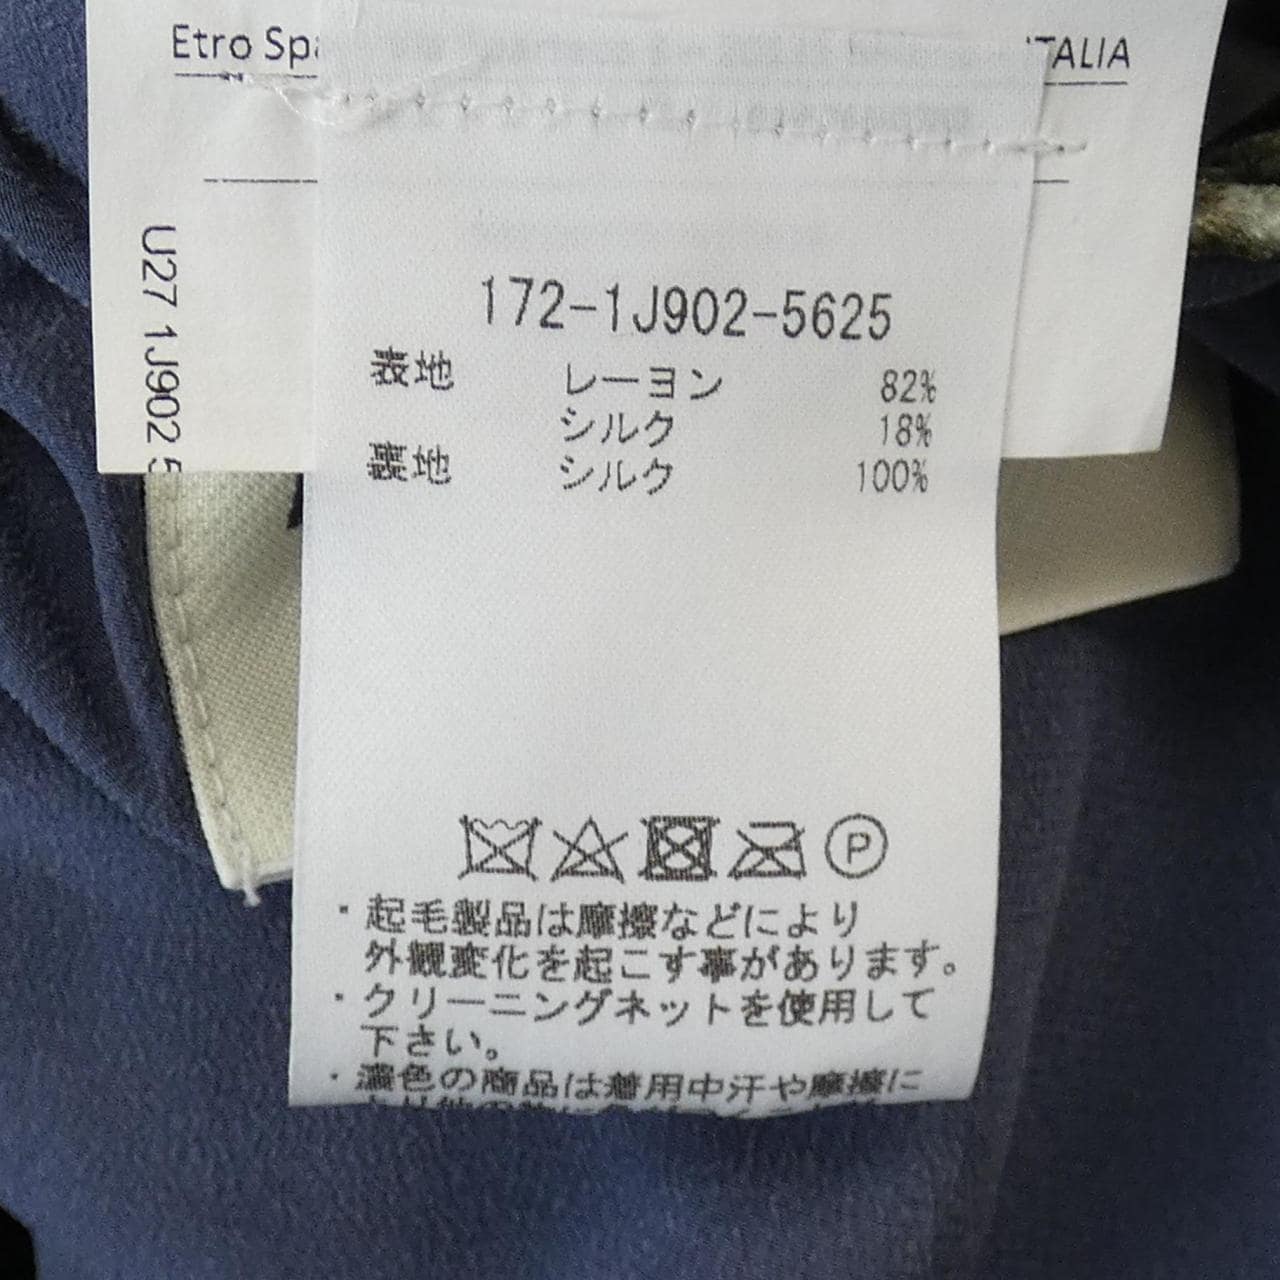 Etro Sp
ITALIA
U27 1J902 5
172-1J902-5625
表地 レーヨン 82%
シルク 18%
裏地 シルク 100%
P
・起毛製品は摩擦などにより
外観変化を起こす事があります。
・クリーニングネットを使用して
下さい。
・濃色の商品は着用中汗や摩擦に